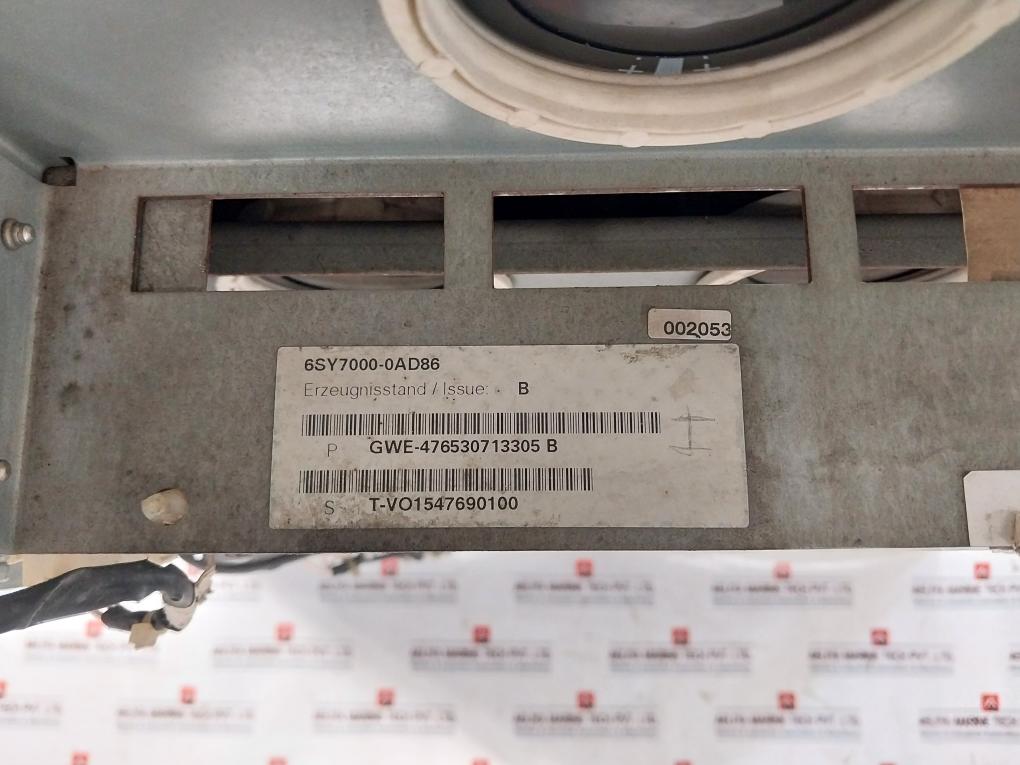 002053
6SY7000-0AD86
Erzeugnisstand / Issue: B
P GWE-476530713305 B
S T-VO1547690100